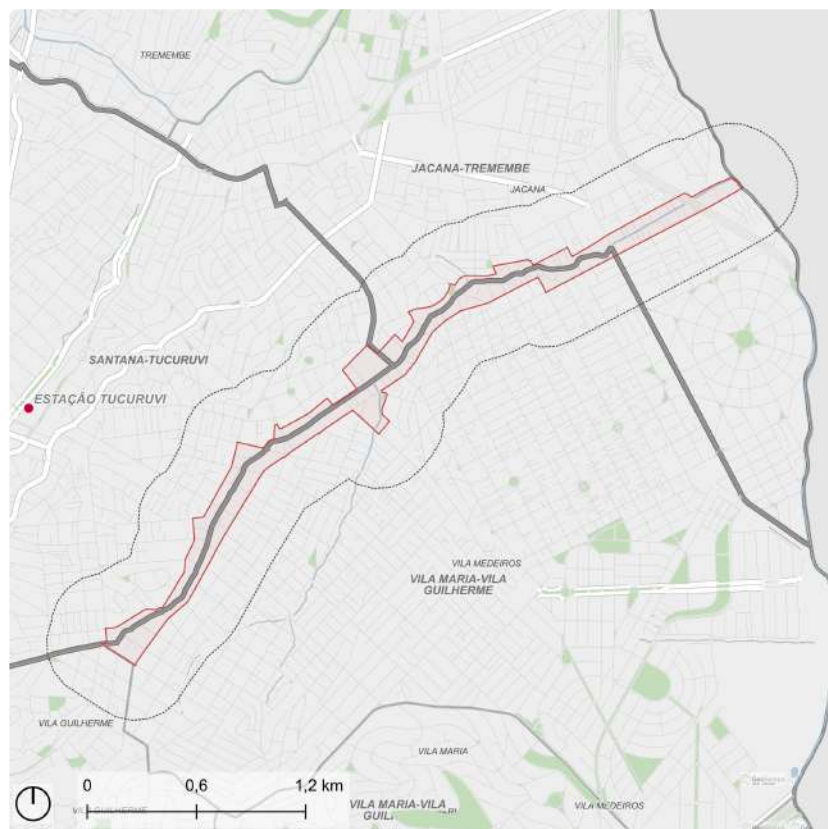 TREMEMBE
JACANA-TREMEMBE
JACANA
SANTANA-TUCURUVI
ESTAÇÃO TUCURUVI
VILA MEDEIROS
VILA MARIA-VILA
GUILHERME
VILA GUILHERME
VILA MARIA
0 0,6 1,2 km
VILA MARIA-VILA
VILA MEDEIROS